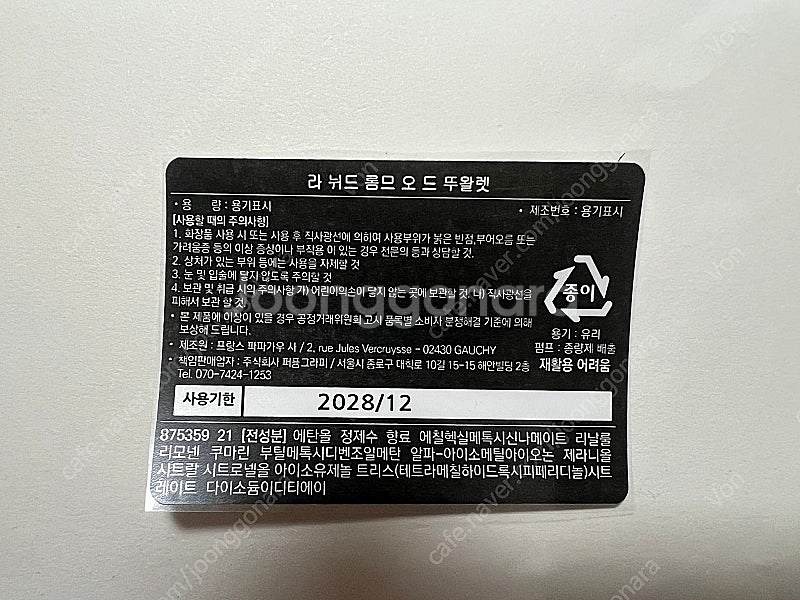 라 뉘드 롬므 오 드 뚜왈렛
• 용 량 : 용기표시
• 제조번호 : 용기표시
[사용할 때의 주의사항]
1. 화장품 사용 시 또는 사용 후 직사광선에 의하여 사용부위가 붉은 반점,부어오름 또는
가려움증 등의 이상 증상이나 부작용 이 있는 경우 전문의 등과 상담할 것.
2. 상처가 있는 부위 등에는 사용을 자제할 것
3. 눈 및 입술에 닿지 않도록 주의할 것
4. 보관 및 취급 시의 주의사항 가) 어린이의손이 닿지 않는 곳에 보관할 것. 나) 직사광선을
피해서 보관 할 것.
• 본 제품에 이상이 있을 경우 공정거래위원회 고시 품목별 소비자 분쟁해결 기준에 의해
보상해 드립니다.
• 제조원 : 프랑스 파파가우 사 / 2, rue Jules Vercruysse - 02430 GAUCHY
• 책임판매업자 : 주식회사 퍼퓸그라피 / 서울시 종로구 대학로 10길 15-15 해안빌딩 2층
Tel. 070-7424-1253
종이
용기 : 유리
펌프 : 종량제 배출
재활용 어려움
사용기한 2028/12
875359 21 [전성분] 에탄올 정제수 향료 에칠헥실메톡시신나메이트 리날룰
리모넨 쿠마린 부틸메톡시디벤조일메탄 알파-아이소메틸아이오논 제라니올
시트랄 시트로넬올 아이소유제놀 트리스(테트라메칠하이드록시피페리디놀)시트
레이트 다이소듐이디티에이
joonggonara
cafe.naver.com/joonggonara